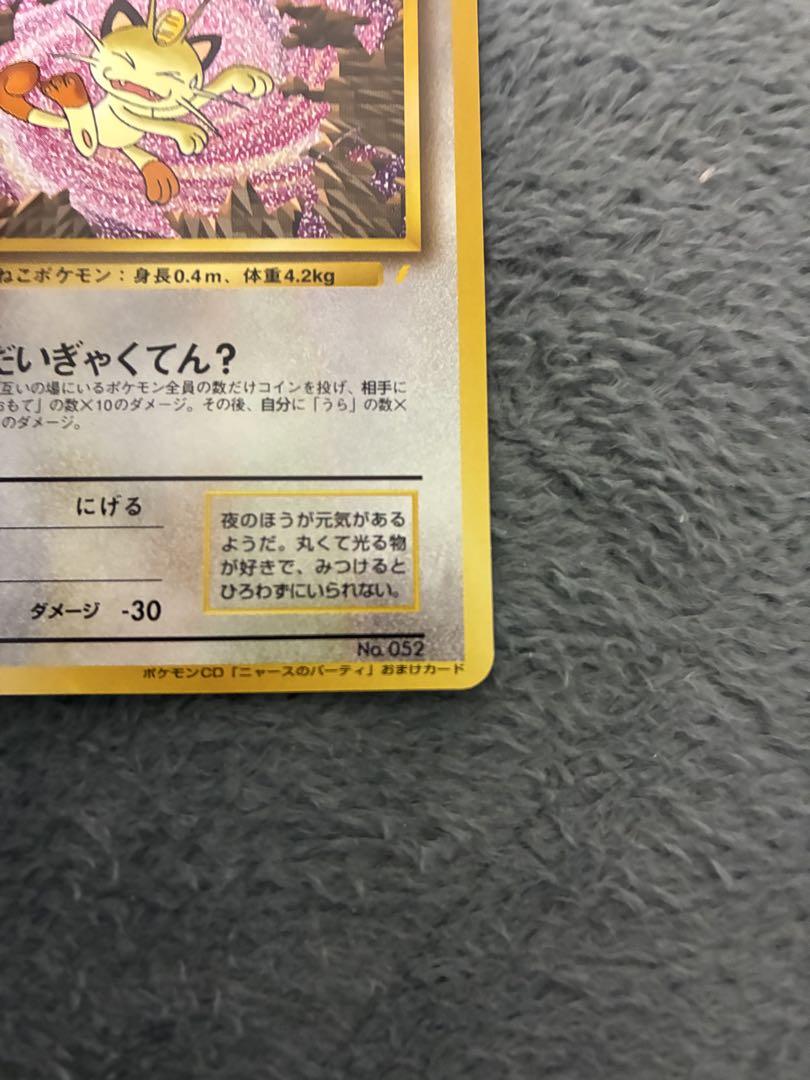 ねこポケモン：身長0.4m、体重4.2kg
だいぎゃくてん？
互いの場にいるポケモン全員の数だけコインを投げ、相手に
おもて」の数×10のダメージ。その後、自分に「うら」の数×
のダメージ。
にげる
夜のほうが元気がある
ようだ。丸くて光る物
が好きで、みつけると
ひろわずにいられない。
ダメージ -30
No. 052
ポケモンCD「ニャースのパーティ」おまけカード